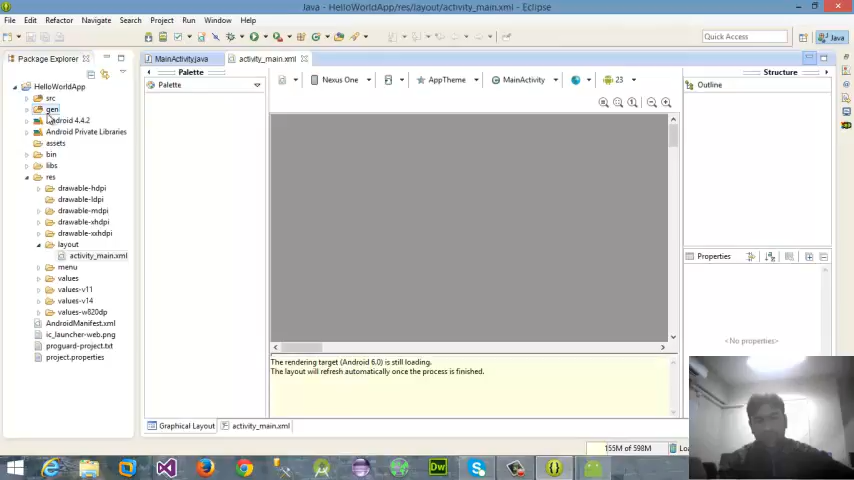 Java - HelloWorldApp/res/layout/activity_main.xml - Eclipse
File Edit Refactor Navigate Search Project Run Window Help
Quick Access
Java
Package Explorer
MainActivity.java
activity_main.xml
HelloWorldApp
src
gen
Android 4.4.2
Android Private Libraries
assets
bin
libs
res
drawable-hdpi
drawable-ldpi
drawable-mdpi
drawable-xhdpi
drawable-xxhdpi
layout
activity_main.xml
menu
values
values-v11
values-v14
values-w820dp
AndroidManifest.xml
ic_launcher-web.png
proguard-project.txt
project.properties
Palette
Palette
Nexus One
AppTheme
MainActivity
23
Structure
Outline
Properties
<No properties>
The rendering target (Android 6.0) is still loading.
The layout will refresh automatically once the process is finished.
Graphical Layout
activity_main.xml
155M of 598M
Dw